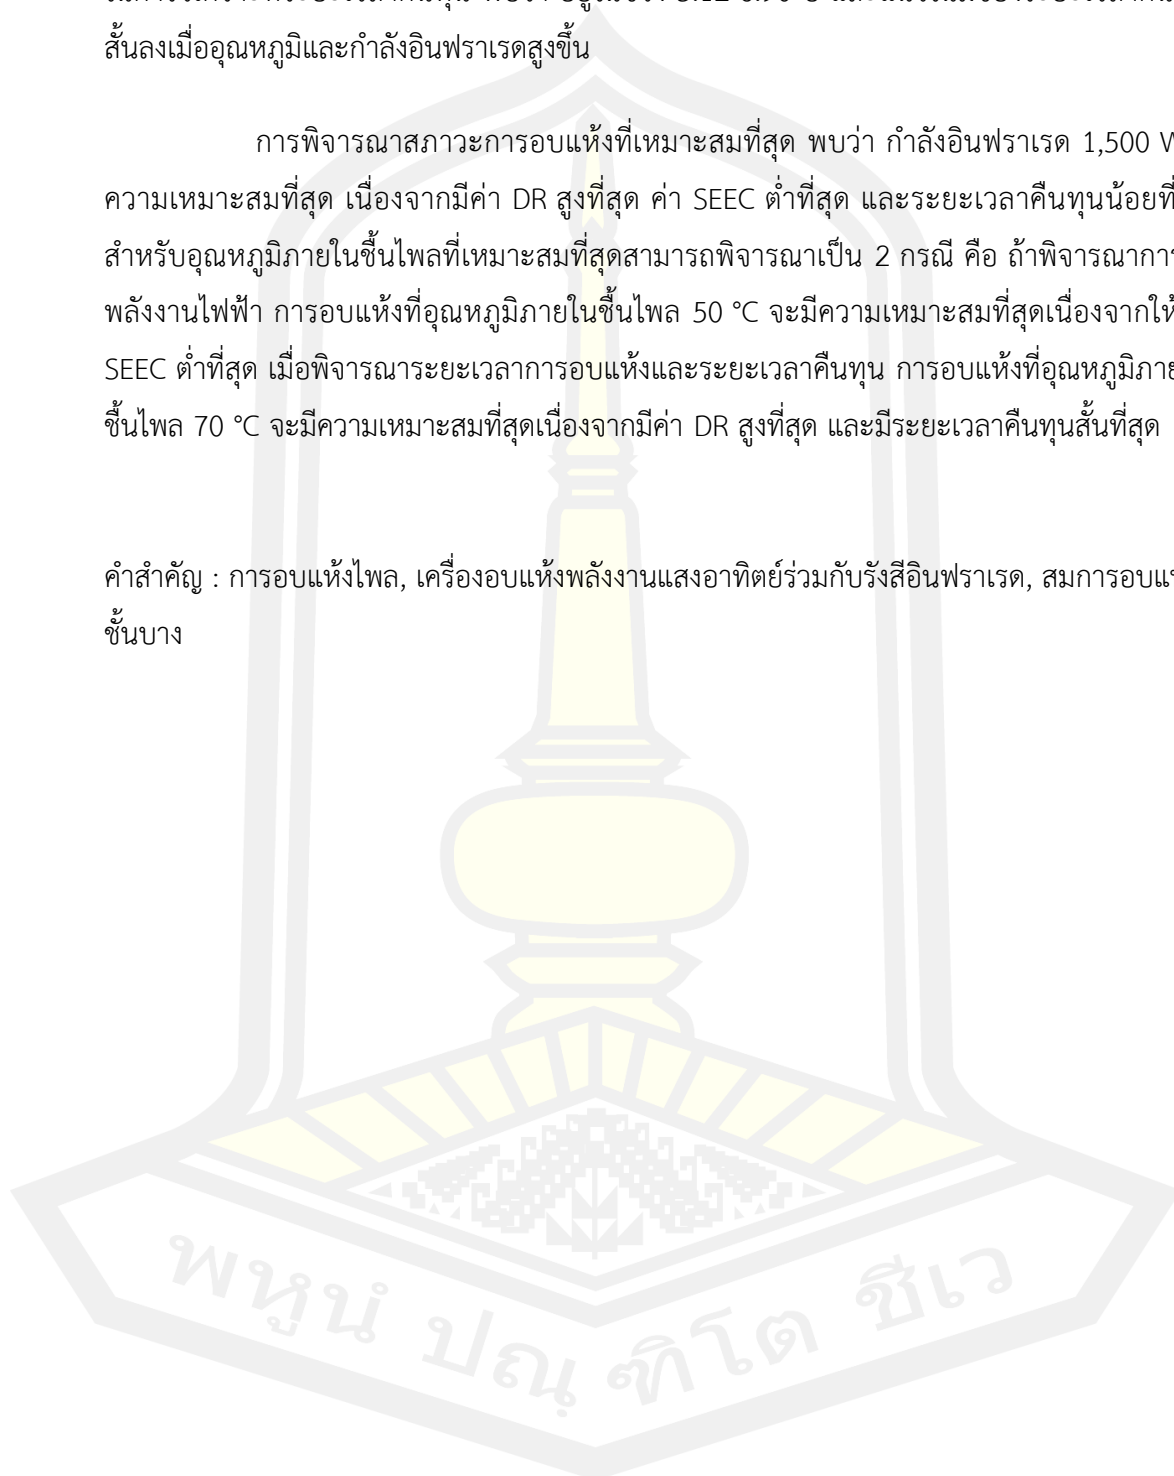 สั้นลงเมื่ออุณหภูมิและกำลังอินฟราเรดสูงขึ้น
การพิจารณาสภาวะการอบแห้งที่เหมาะสมที่สุด พบว่า กำลังอินฟราเรด 1,500 W
ความเหมาะสมที่สุด เนื่องจากมีค่า DR สูงที่สุด ค่า SEEC ต่ำที่สุด และระยะเวลาคืนทุนน้อยที่
สำหรับอุณหภูมิภายในชิ้นไพลที่เหมาะสมที่สุดสามารถพิจารณาเป็น 2 กรณี คือ ถ้าพิจารณาการ
พลังงานไฟฟ้า การอบแห้งที่อุณหภูมิภายในชิ้นไพล 50 °C จะมีความเหมาะสมที่สุดเนื่องจากให้
SEEC ต่ำที่สุด เมื่อพิจารณาระยะเวลาการอบแห้งและระยะเวลาคืนทุน การอบแห้งที่อุณหภูมิภาย
ชิ้นไพล 70 °C จะมีความเหมาะสมที่สุดเนื่องจากมีค่า DR สูงที่สุด และมีระยะเวลาคืนทุนสั้นที่สุด
คำสำคัญ : การอบแห้งไพล, เครื่องอบแห้งพลังงานแสงอาทิตย์ร่วมกับรังสีอินฟราเรด, สมการอบแ
ชั้นบาง
พหูนํ ปณฺฑิโต ชีเว